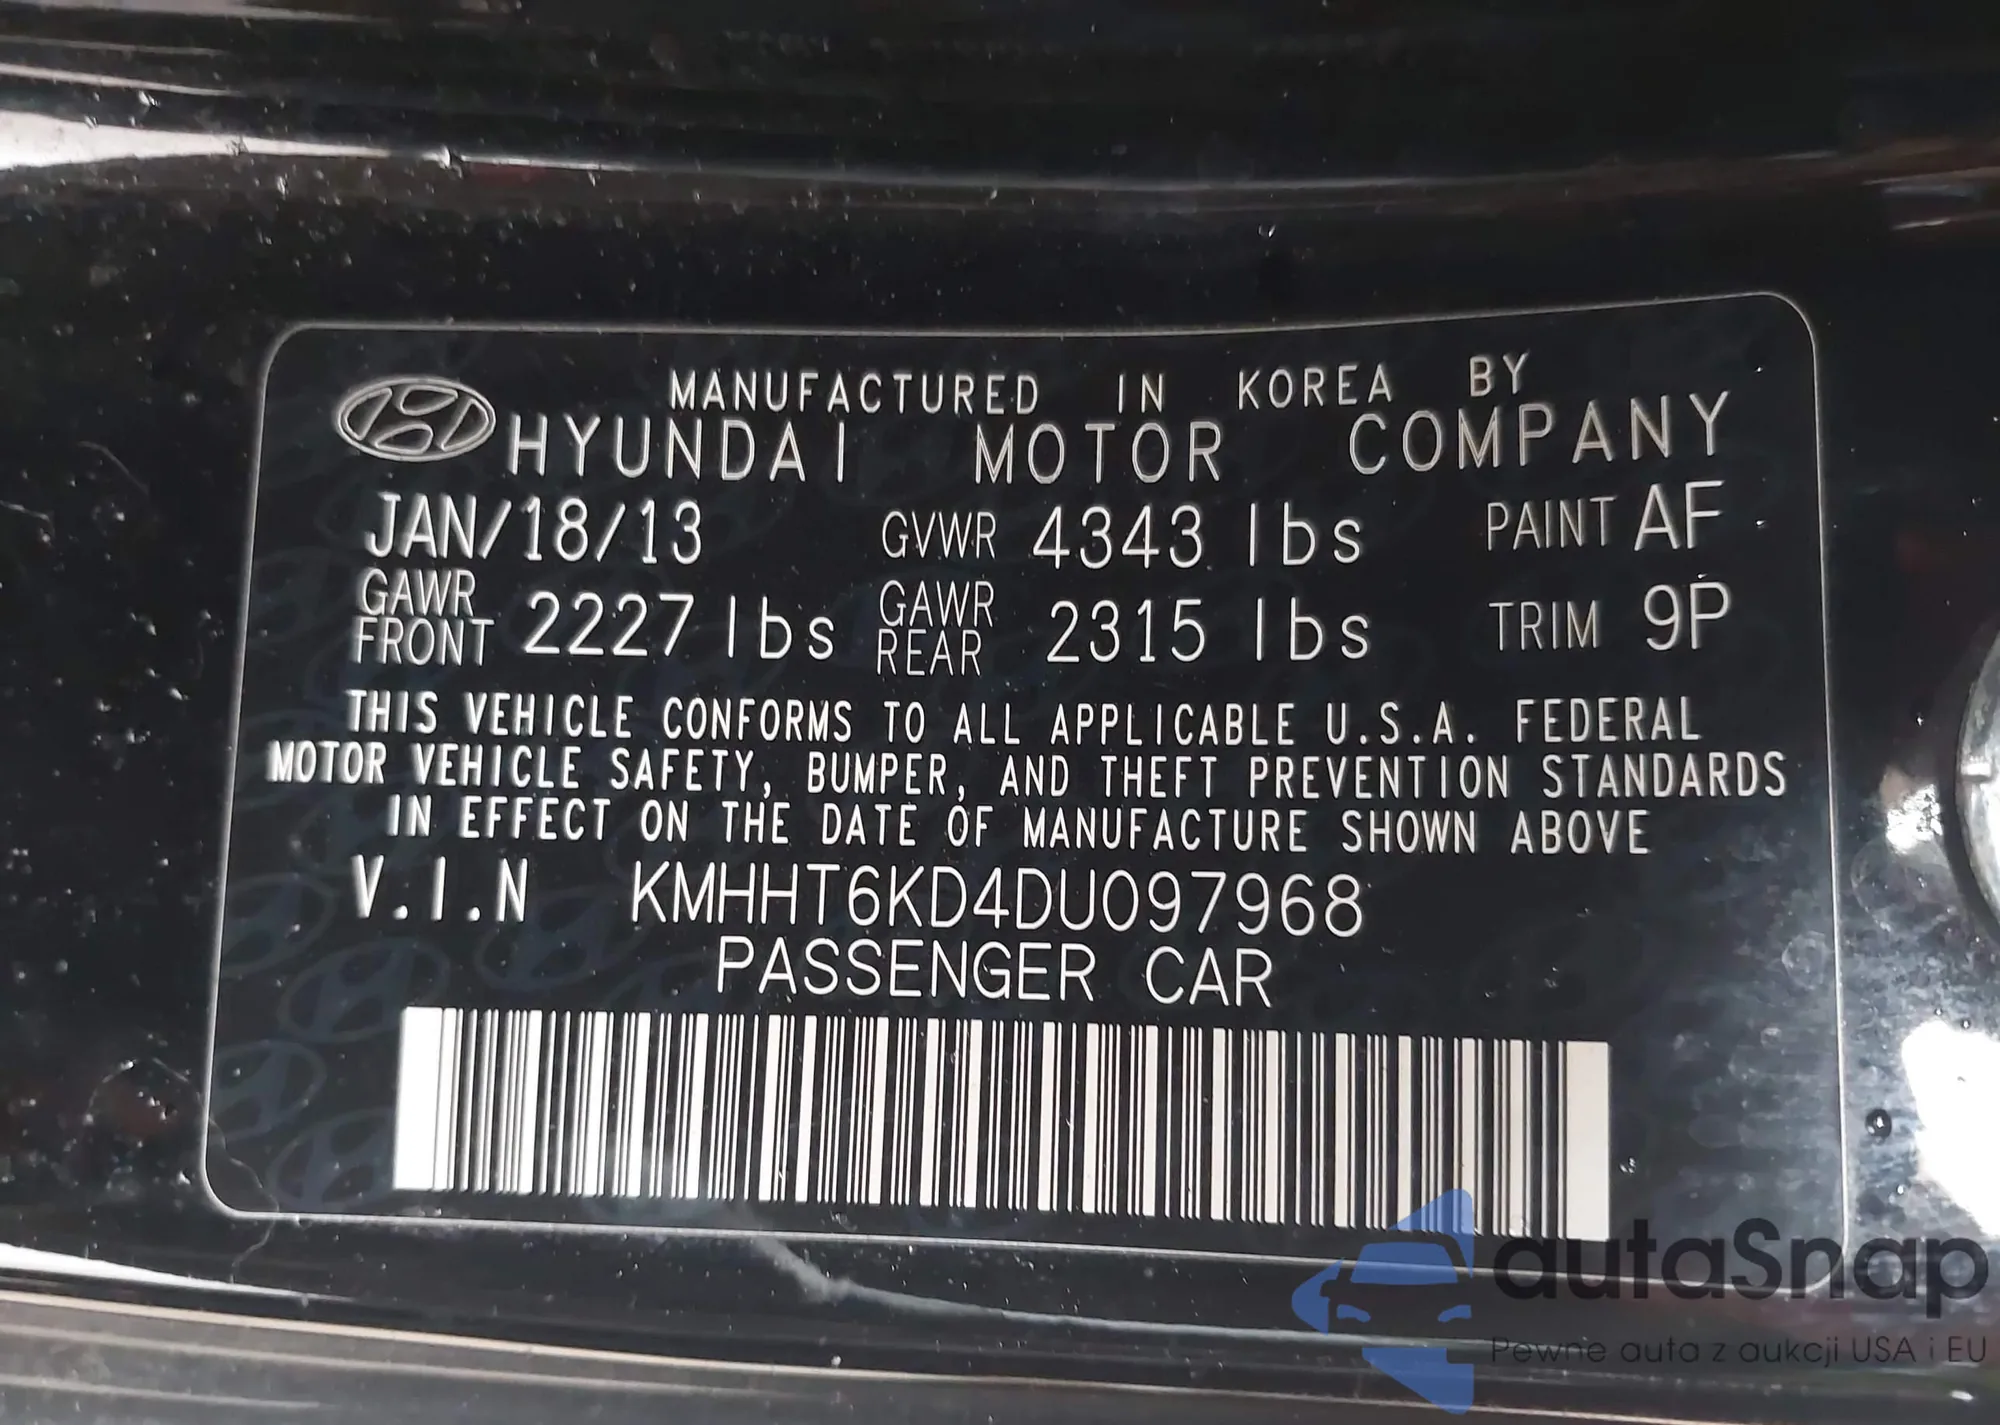 MANUFACTURED IN KOREA BY
HYUNDAI MOTOR COMPANY
JAN/18/13 GVWR 4343 lbs PAINT AF
GAWR FRONT 2227 lbs GAWR REAR 2315 lbs TRIM 9P
THIS VEHICLE CONFORMS TO ALL APPLICABLE U.S.A. FEDERAL
MOTOR VEHICLE SAFETY, BUMPER, AND THEFT PREVENTION STANDARDS
IN EFFECT ON THE DATE OF MANUFACTURE SHOWN ABOVE
V.I.N KMHHT6KD4DU097968
PASSENGER CAR
autaSnap
Pewne auta z aukcji USA i EU